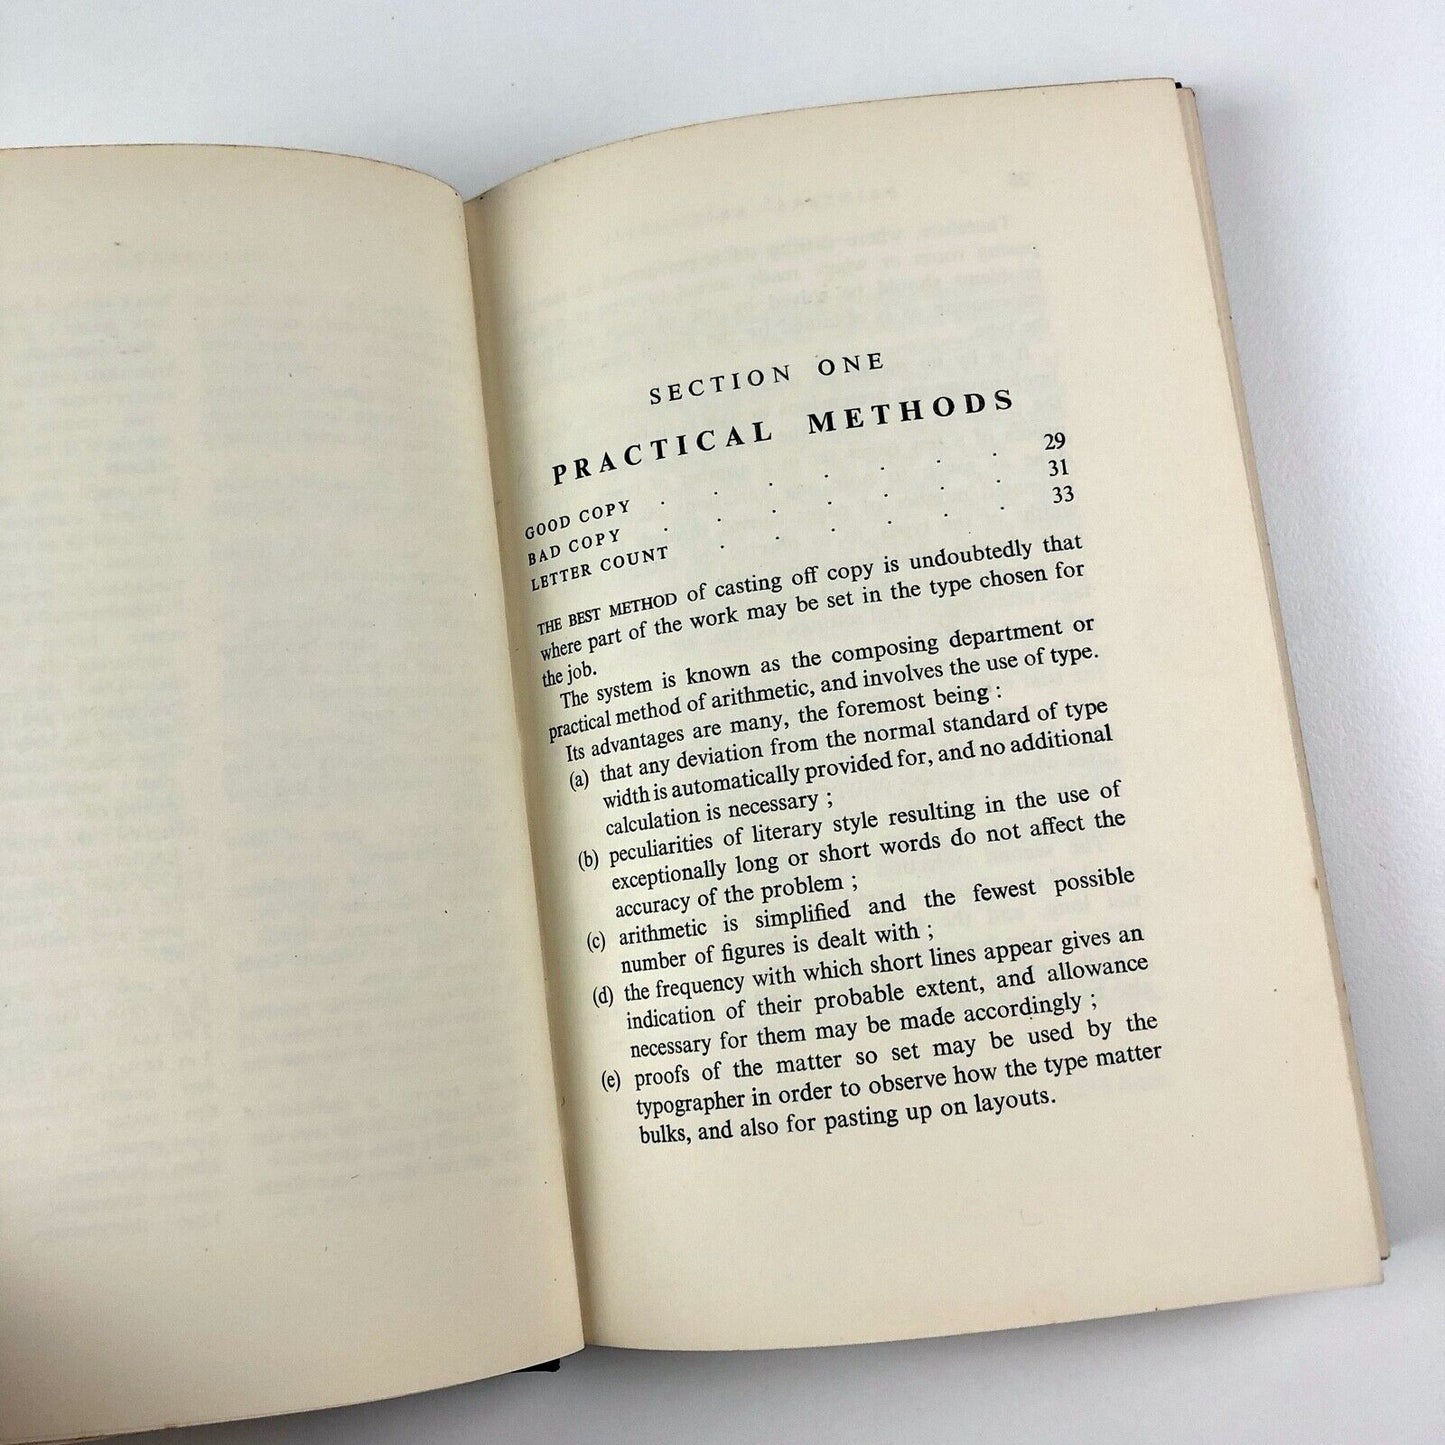 SECTION ONE
PRACTICAL METHODS
GOOD COPY . . . . . . . 29
BAD COPY . . . . . . . 31
LETTER COUNT . . . . . . 33
THE BEST METHOD of casting off copy is undoubtedly that
where part of the work may be set in the type chosen for
the job.
The system is known as the composing department or
practical method of arithmetic, and involves the use of type.
Its advantages are many, the foremost being :
(a) that any deviation from the normal standard of type
width is automatically provided for, and no additional
calculation is necessary ;
(b) peculiarities of literary style resulting in the use of
exceptionally long or short words do not affect the
accuracy of the problem ;
(c) arithmetic is simplified and the fewest possible
number of figures is dealt with ;
(d) the frequency with which short lines appear gives an
indication of their probable extent, and allowance
necessary for them may be made accordingly ;
(e) proofs of the matter so set may be used by the
typographer in order to observe how the type matter
bulks, and also for pasting up on layouts.